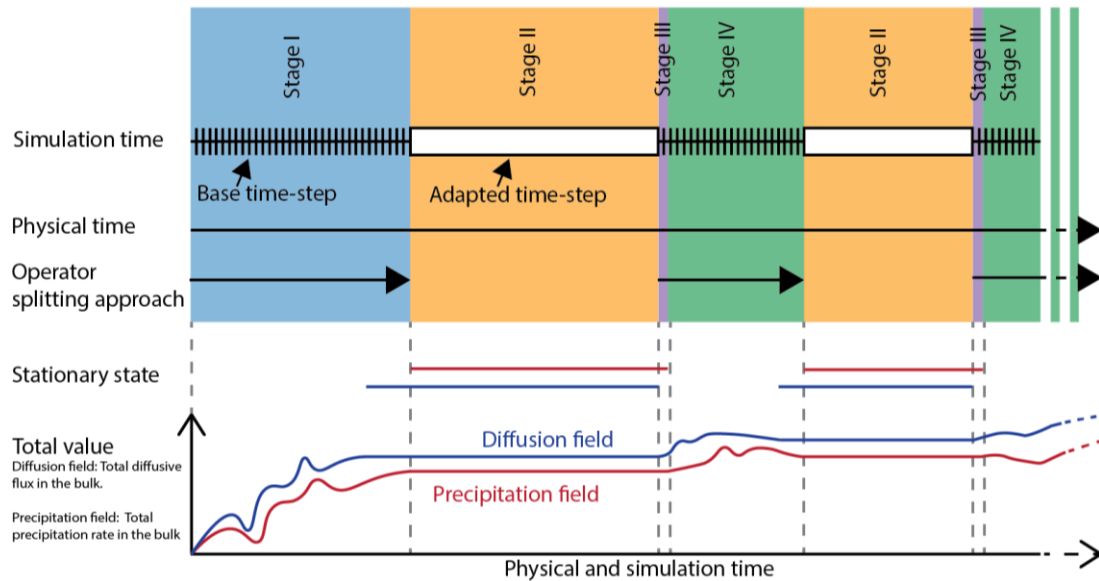 Stage I
Stage II
Stage III
Stage IV
Stage II
Stage III
Stage IV
Simulation time
Base time-step
Adapted time-step
Physical time
Operator
splitting approach
Stationary state
Total value
Diffusion field: Total diffusive
flux in the bulk.
Precipitation field: Total
precipitation rate in the bulk
Diffusion field
Precipitation field
Physical and simulation time